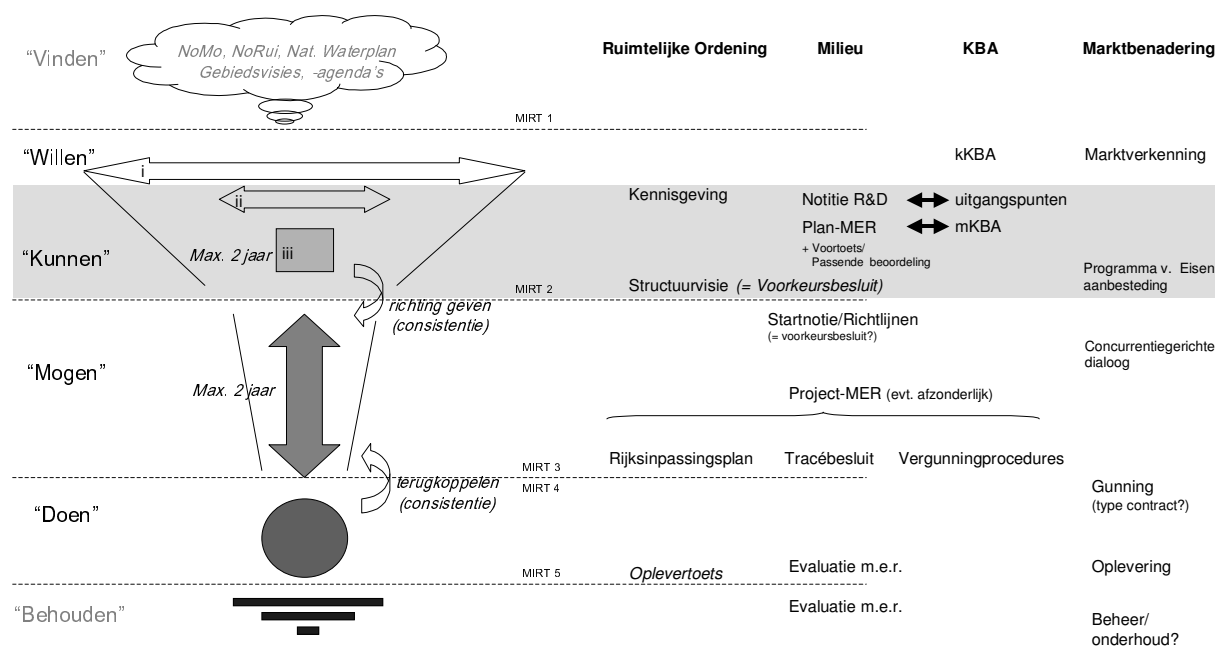 “Vinden”
NoMo, NoRui, Nat. Waterplan
Gebiedsvisies, -agenda’s
Ruimtelijke Ordening
Milieu
KBA
Marktbenadering
MIRT 1
“Willen”
i
kKBA
Marktverkenning
ii
Kennisgeving
Notitie R&D
uitgangspunten
Plan-MER
mKBA
+ Voortoets/
Passende beoordeling
“Kunnen”
Max. 2 jaar
iii
Programma v. Eisen
aanbesteding
MIRT 2
Structuurvisie (= Voorkeursbesluit)
richting geven
(consistentie)
Startnotie/Richtlijnen
(= voorkeursbesluit?)
Concurrentiegerichte
dialoog
“Mogen”
Max. 2 jaar
Project-MER (evt. afzonderlijk)
Rijksinpassingsplan
Tracébesluit
Vergunningprocedures
MIRT 3
terugkoppelen
(consistentie)
MIRT 4
Gunning
(type contract?)
“Doen”
MIRT 5
Oplevertoets
Evaluatie m.e.r.
Oplevering
“Behouden”
Evaluatie m.e.r.
Beheer/
onderhoud?